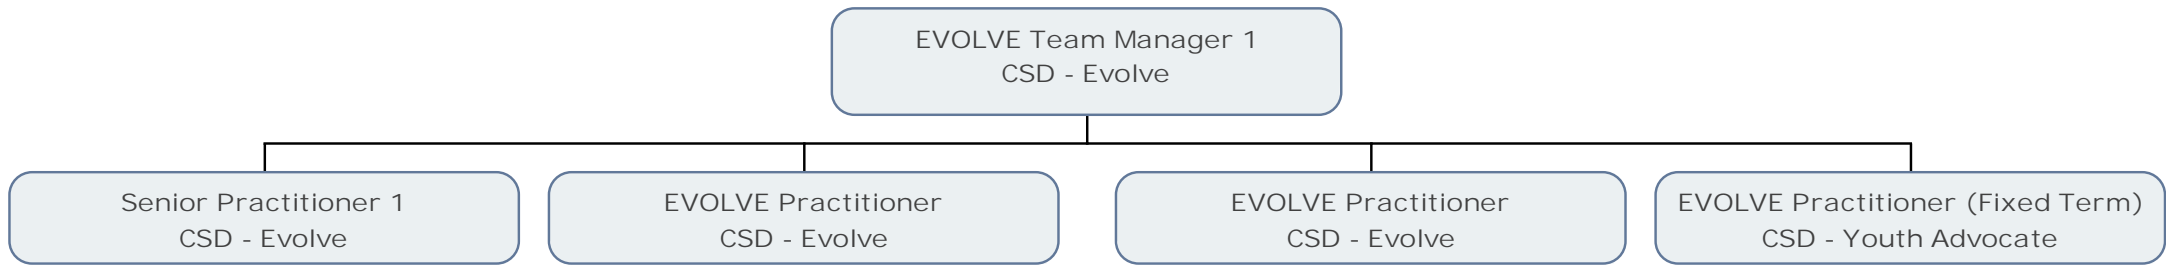 EVOLVE Team Manager 1
CSD - Evolve
Senior Practitioner 1
CSD - Evolve
EVOLVE Practitioner
CSD - Evolve
EVOLVE Practitioner
CSD - Evolve
EVOLVE Practitioner (Fixed Term)
CSD - Youth Advocate